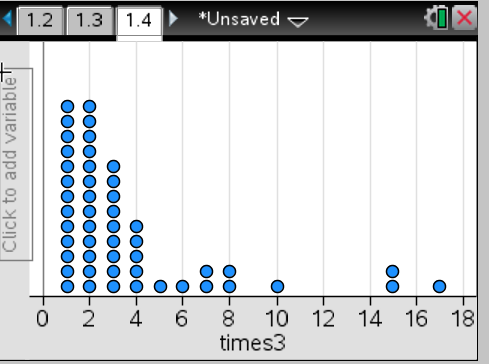 1.2 1.3 1.4 *Unsaved
Click to add variable
0 2 4 6 8 10 12 14 16 18
times3